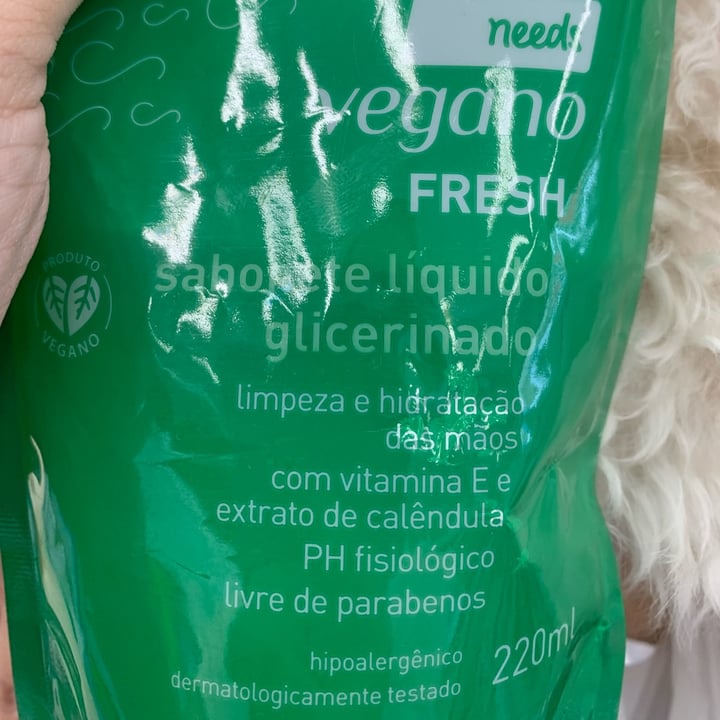 needs
vegano
FRESH
sabonete líquido
glicerinado
PRODUTO
VEGANO
limpeza e hidratação
das mãos
com vitamina E e
extrato de calêndula
PH fisiológico
livre de parabenos
hipoalergênico
dermatologicamente testado
220ml